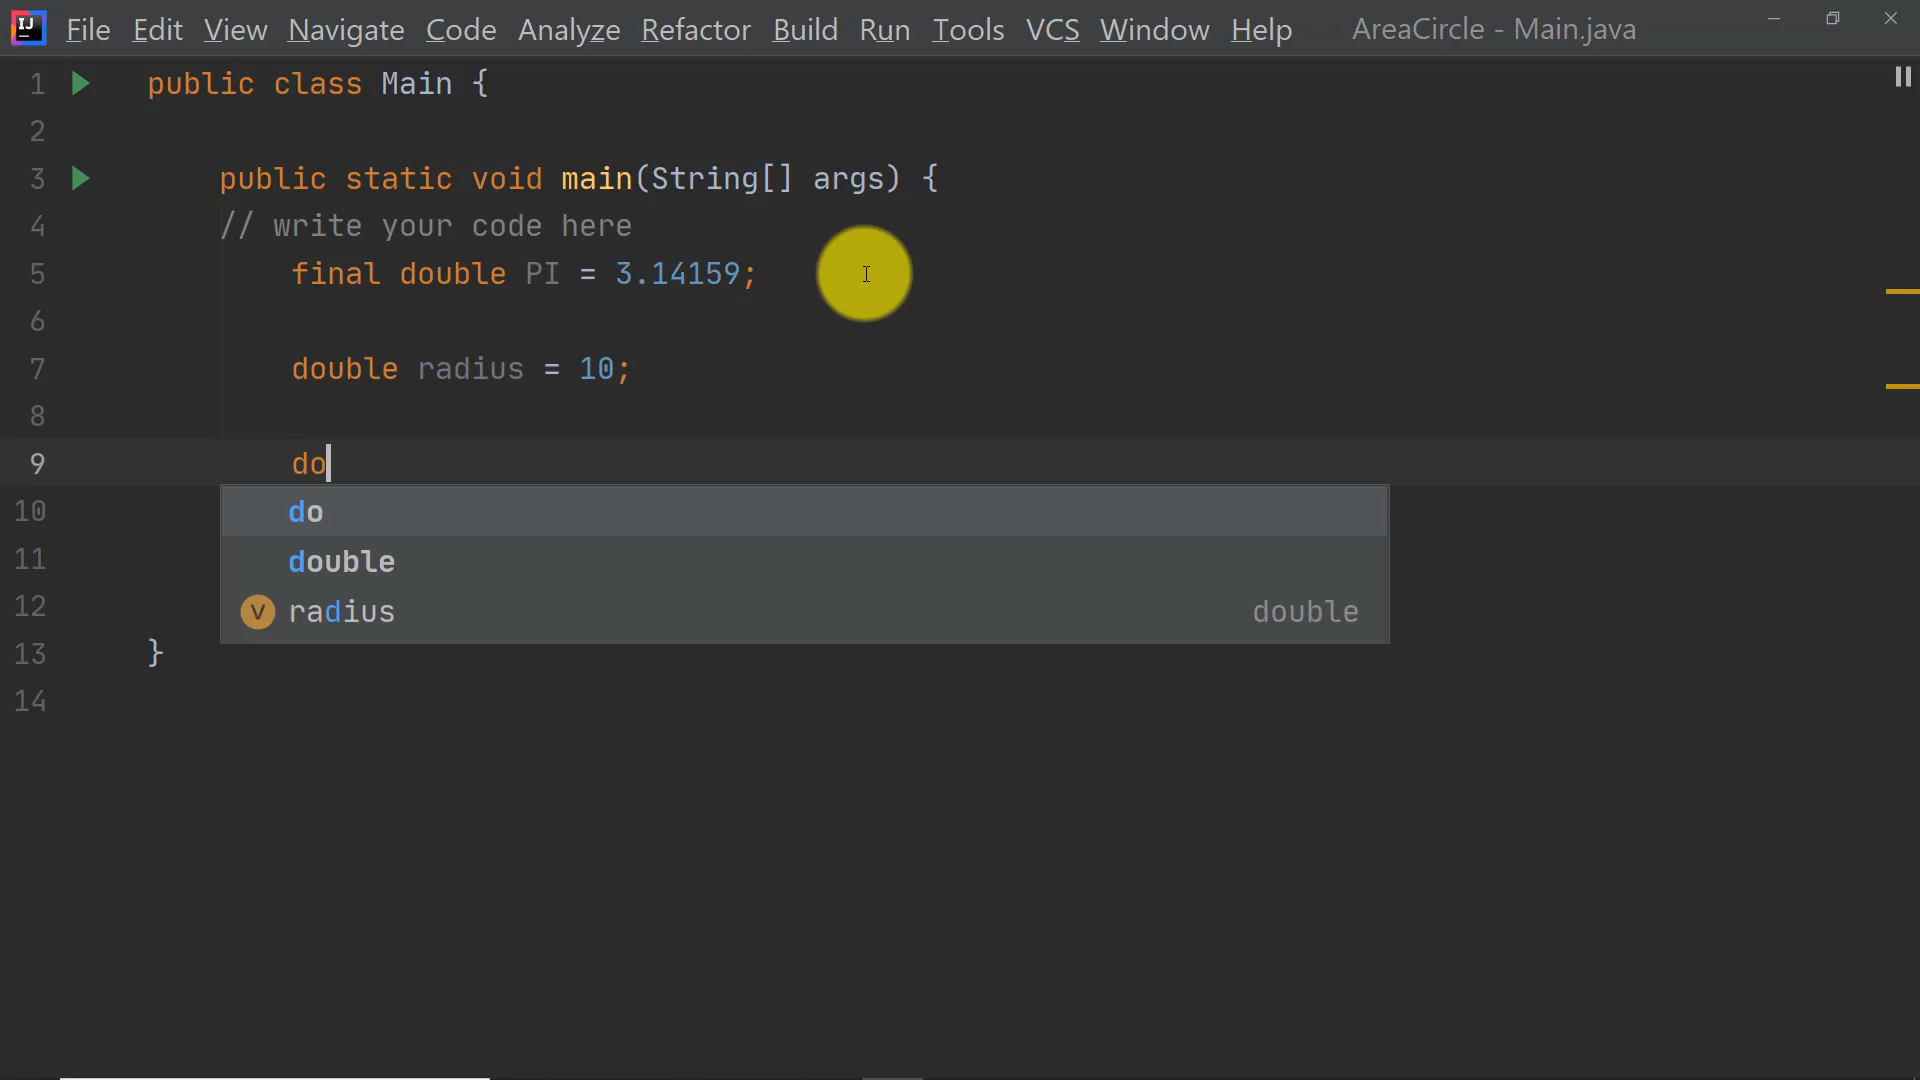 IJ File Edit View Navigate Code Analyze Refactor Build Run Tools VCS Window Help AreaCircle - Main.java
1 public class Main {
2
3 public static void main(String[] args) {
4 // write your code here
5 final double PI = 3.14159;
6
7 double radius = 10;
8
9 do
10 do
11 double
12 V radius double
13 }
14